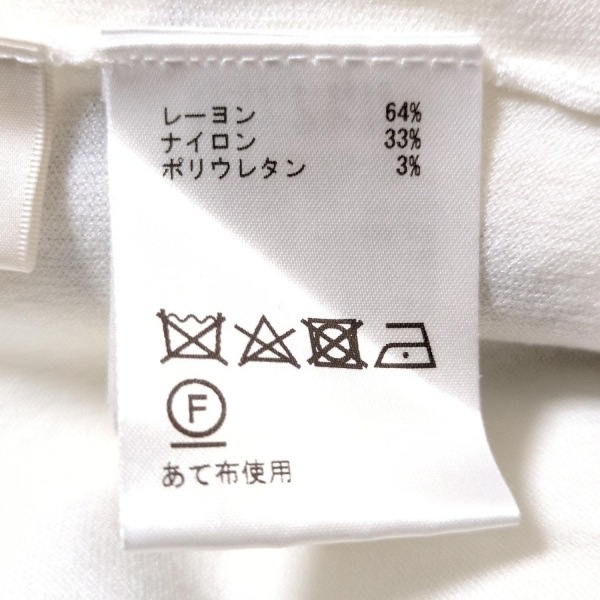 レーヨン 64%
ナイロン 33%
ポリウレタン 3%
F
あて布使用